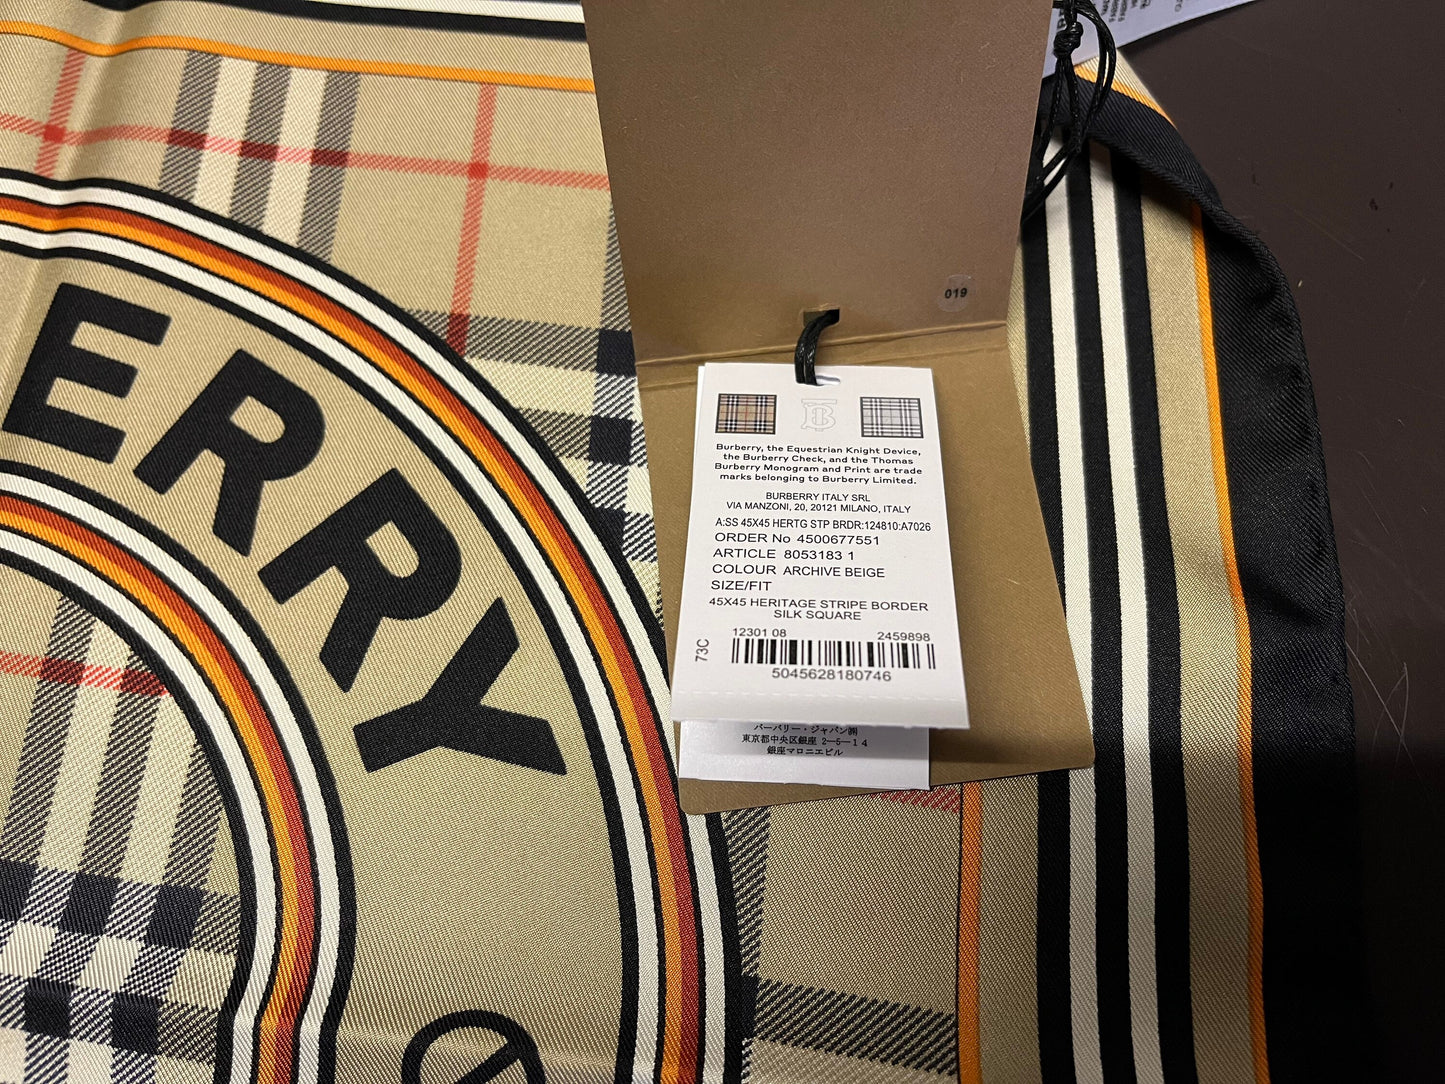 ERRY
019
Burberry, the Equestrian Knight Device,
the Burberry Check, and the Thomas
Burberry Monogram and Print are trade
marks belonging to Burberry Limited.
BURBERRY ITALY SRL
VIA MANZONI, 20, 20121 MILANO, ITALY
A:SS 45X45 HERTG STP BRDR:124810:A7026
ORDER No 4500677551
ARTICLE 8053183 1
COLOUR ARCHIVE BEIGE
SIZE/FIT
45X45 HERITAGE STRIPE BORDER
SILK SQUARE
12301 08 2459898
73C
5045628180746
バーバリー・ジャパン㈱
東京都中央区銀座 2-5-14
銀座マロニエビル